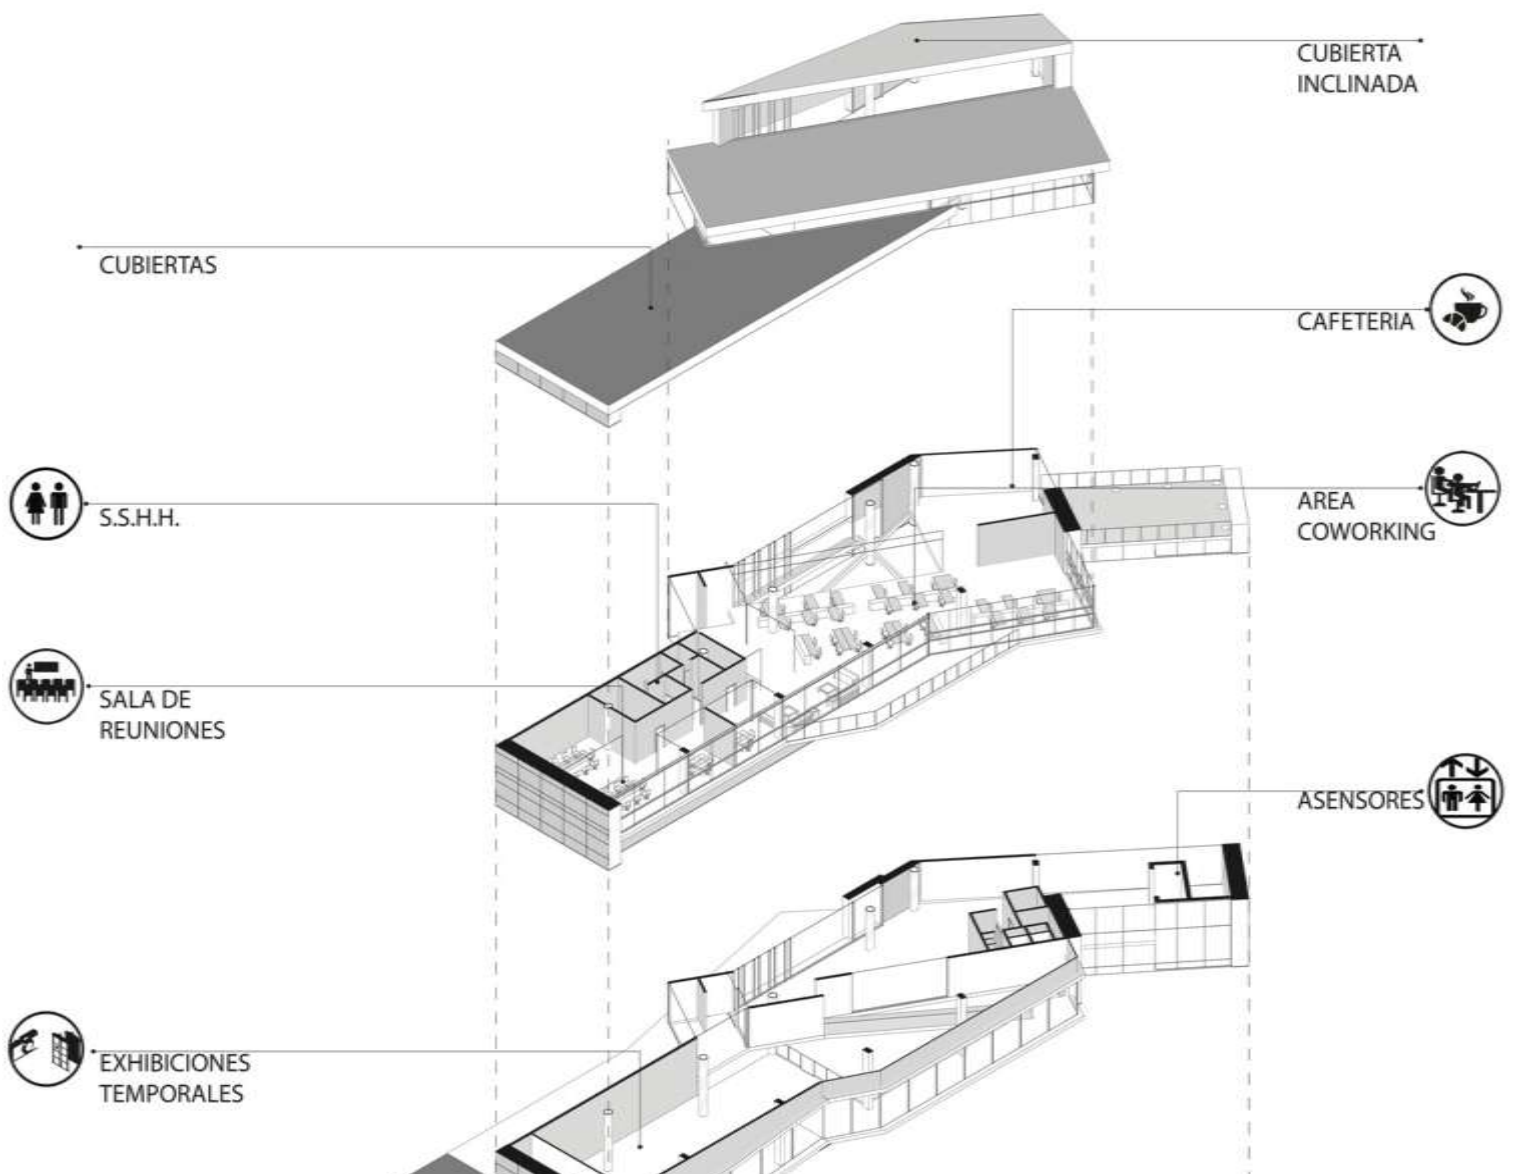 CUBIERTA
INCLINADA
CUBIERTAS
CAFETERIA
S.S.H.H.
AREA
COWORKING
SALA DE
REUNIONES
ASENSORES
EXHIBICIONES
TEMPORALES